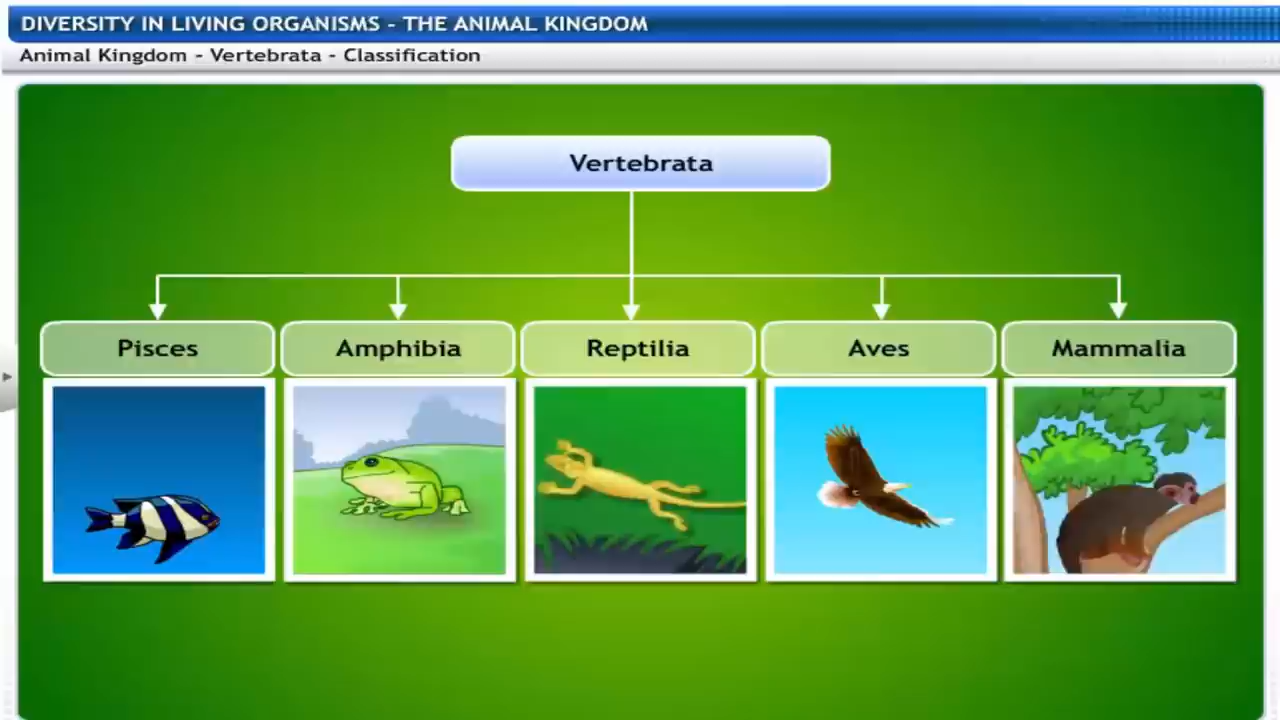 DIVERSITY IN LIVING ORGANISMS - THE ANIMAL KINGDOM
Animal Kingdom - Vertebrata - Classification
Vertebrata
Pisces
Amphibia
Reptilia
Aves
Mammalia